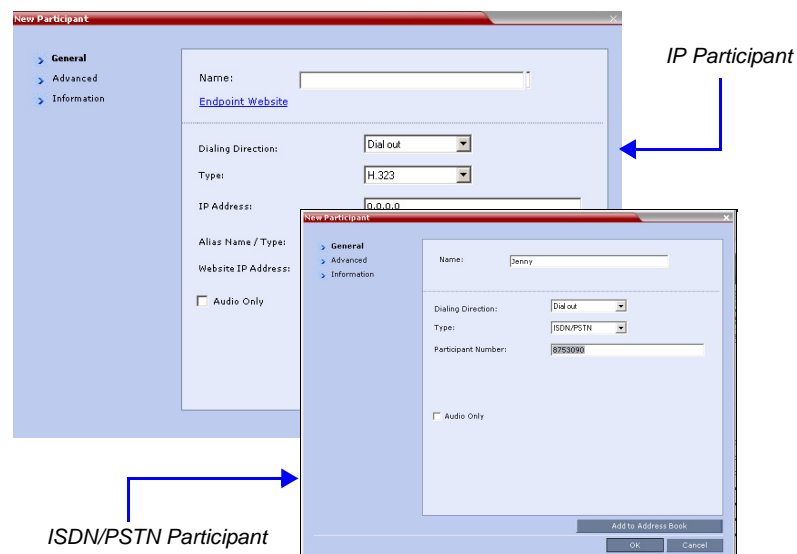 New Participant
General
Advanced
Information
Name:
Endpoint Website
Dialing Direction: Dial out
Type: H.323
IP Address: 0.0.0.0
Alias Name / Type:
Website IP Address:
Audio Only
IP Participant
New Participant
General
Advanced
Information
Name: Jenny
Dialing Direction: Dial out
Type: ISDN/PSTN
Participant Number: 8753090
Audio Only
Add to Address Book
OK Cancel
ISDN/PSTN Participant